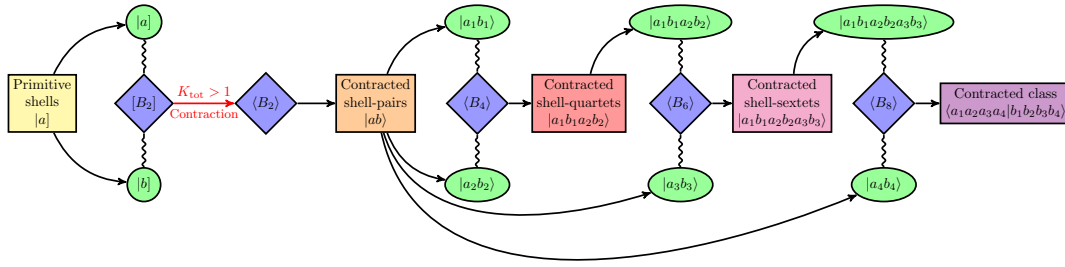 |a]
|a₁b₁⟩
|a₁b₁a₂b₂⟩
|a₁b₁a₂b₂a₃b₃⟩
Primitive
shells
|a]
[B₂]
K_tot > 1
Contraction
⟨B₂⟩
Contracted
shell-pairs
|ab⟩
⟨B₄⟩
Contracted
shell-quartets
|a₁b₁a₂b₂⟩
⟨B₆⟩
Contracted
shell-sextets
|a₁b₁a₂b₂a₃b₃⟩
⟨B₈⟩
Contracted class
⟨a₁a₂a₃a₄|b₁b₂b₃b₄⟩
|b]
|a₂b₂⟩
|a₃b₃⟩
|a₄b₄⟩